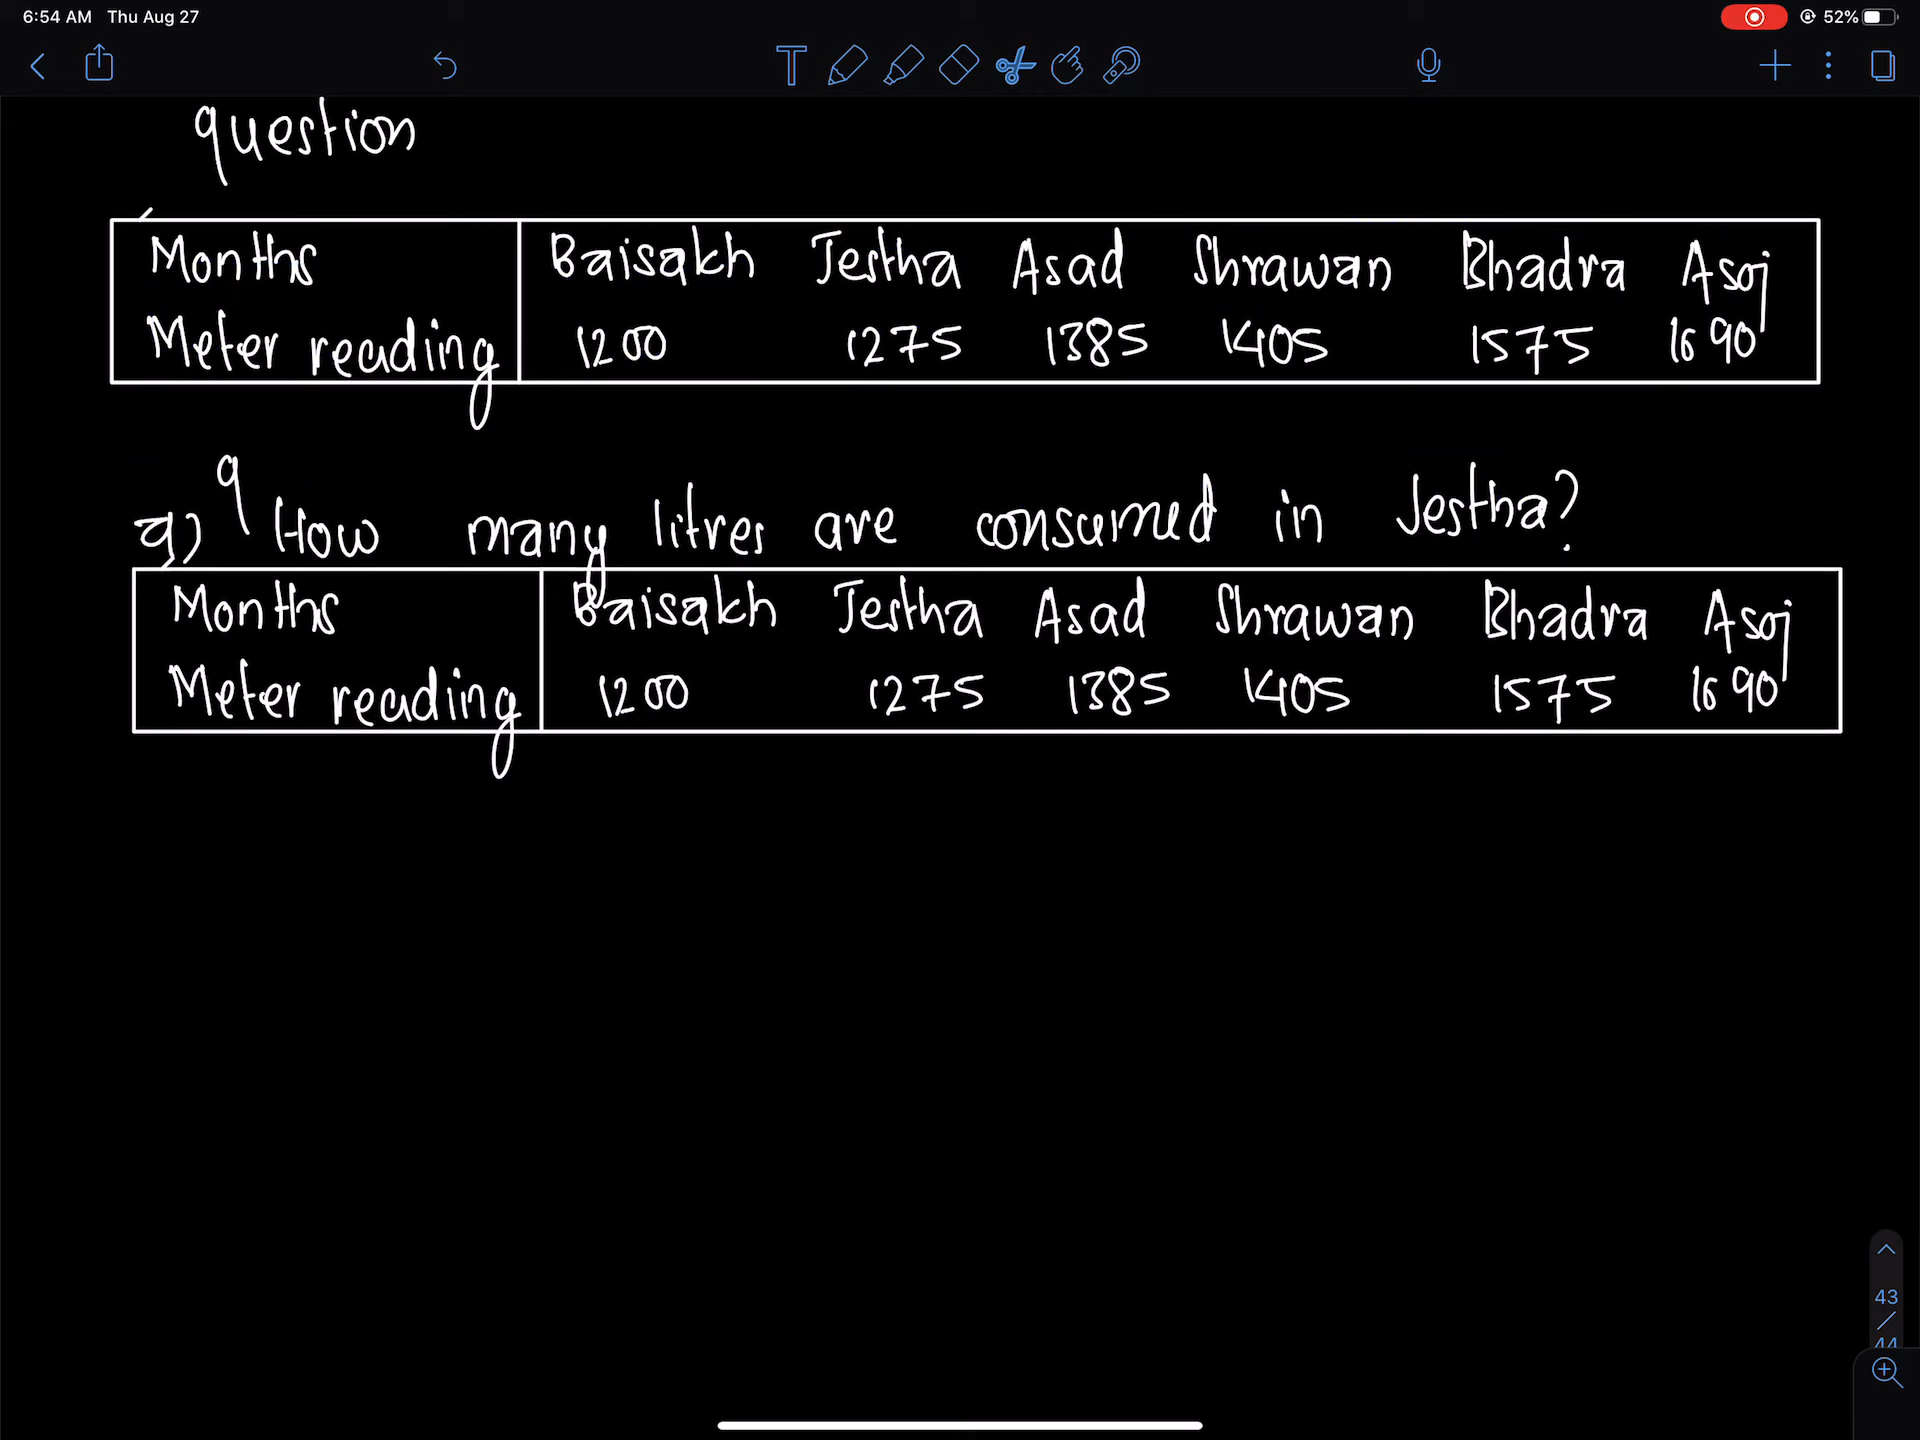 6:54 AM Thu Aug 27
52%
question
Months Baisakh Jestha Asad Shrawan Bhadra Asoj
Meter reading 1200 1275 1385 1405 1575 1690
a) How many litres are consumed in Jestha?
Months Baisakh Jestha Asad Shrawan Bhadra Asoj
Meter reading 1200 1275 1385 1405 1575 1690
43
/
44